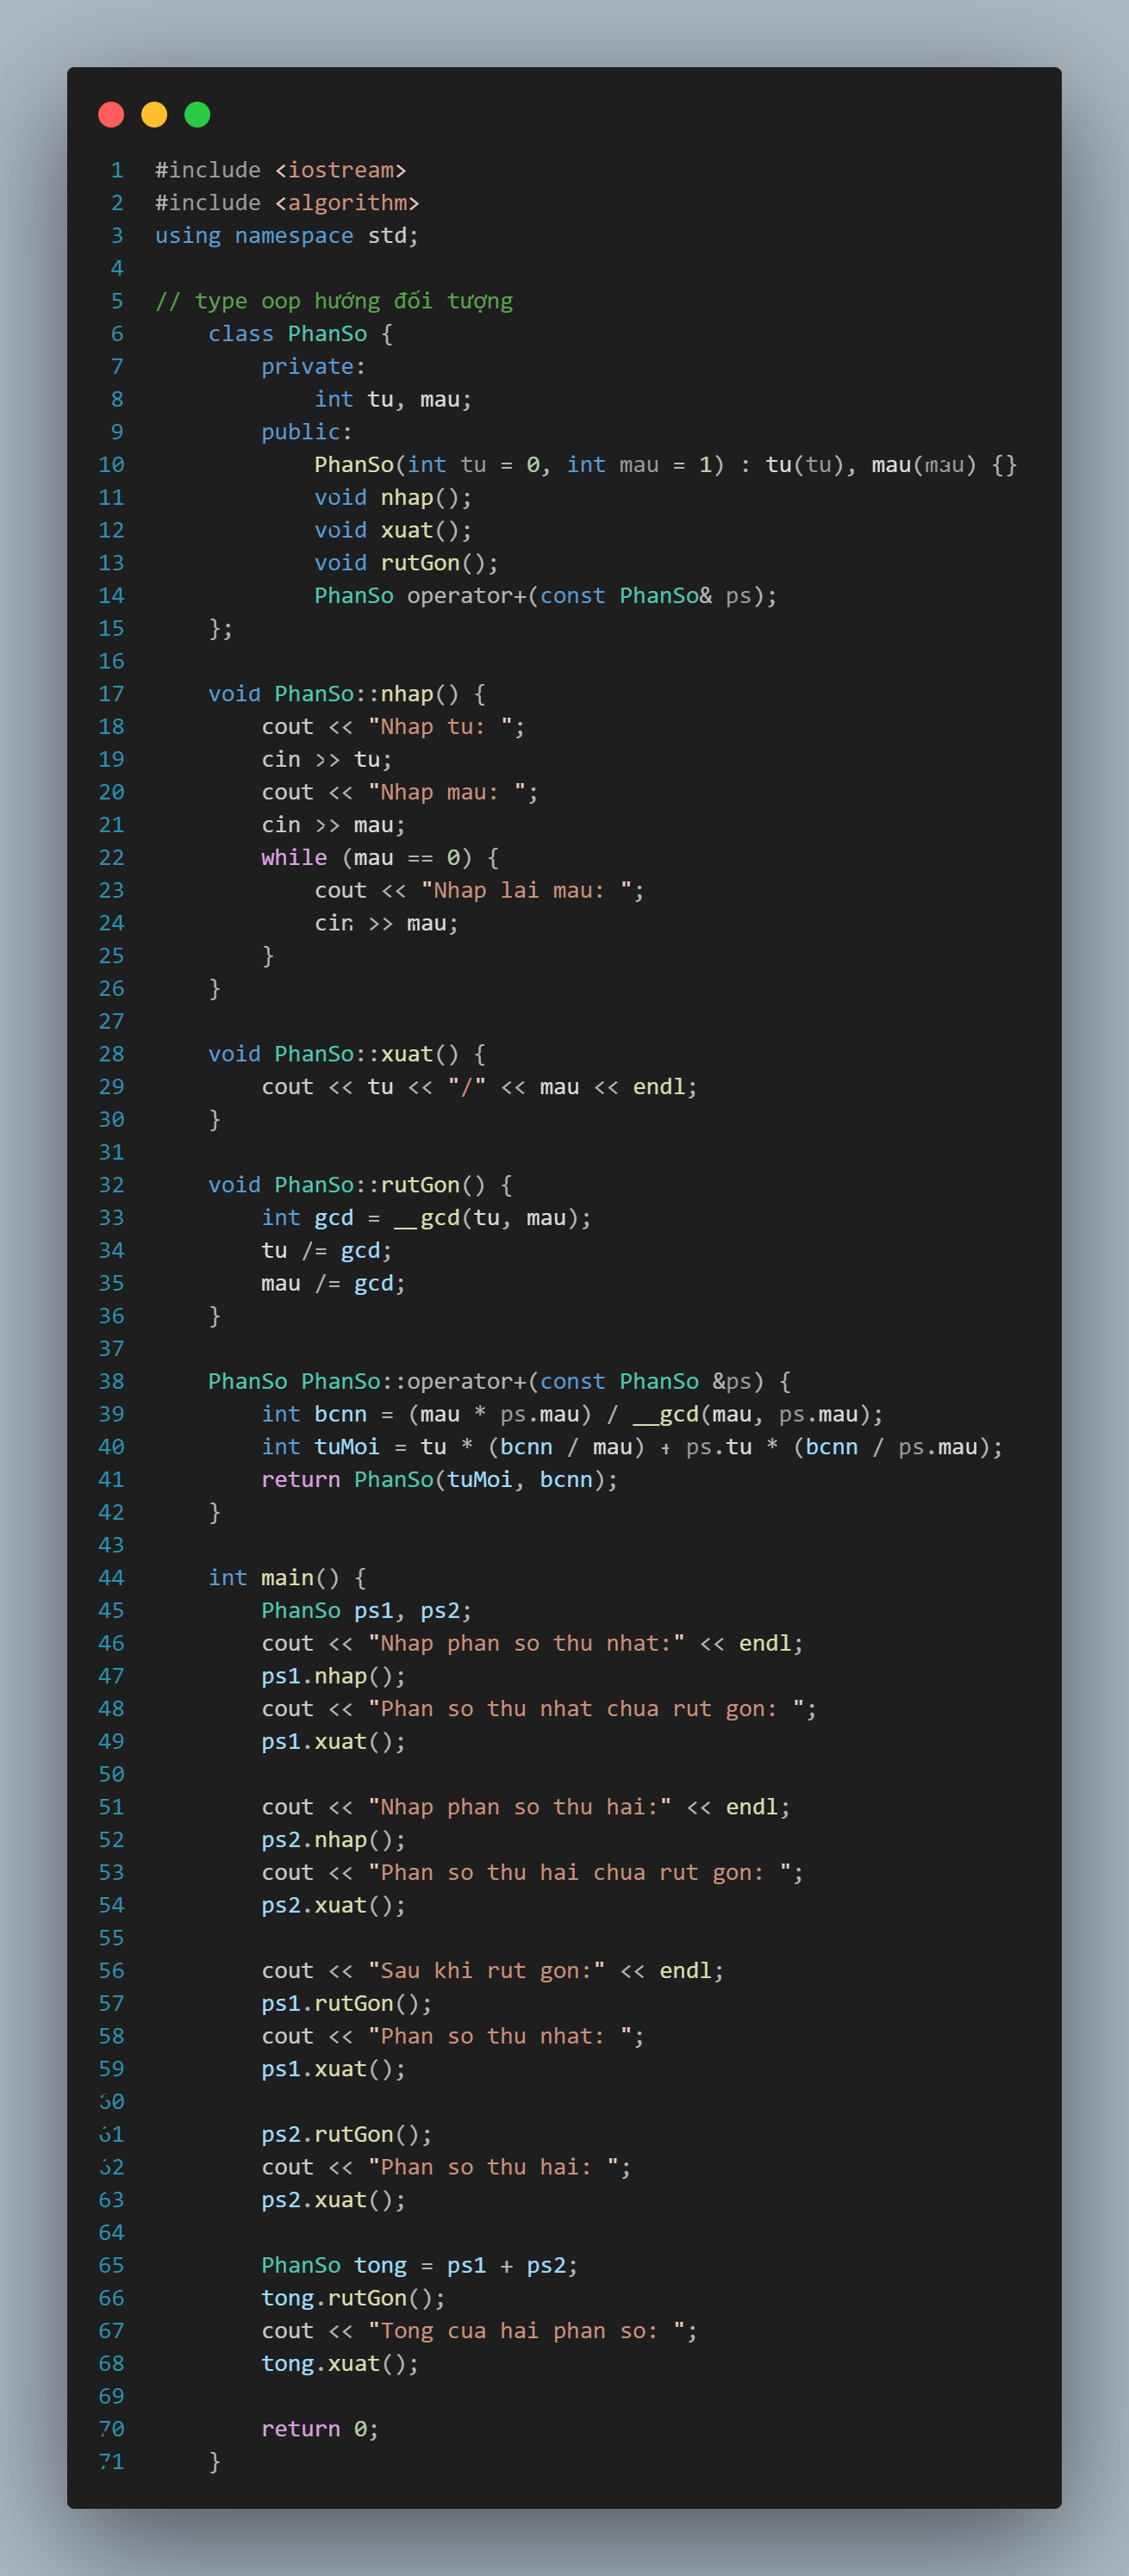 1 #include <iostream>
2 #include <algorithm>
3 using namespace std;
4
5 // type oop hướng đối tượng
6     class PhanSo {
7         private:
8             int tu, mau;
9         public:
10             PhanSo(int tu = 0, int mau = 1) : tu(tu), mau(mau) {}
11             void nhap();
12             void xuat();
13             void rutGon();
14             PhanSo operator+(const PhanSo& ps);
15     };
16
17     void PhanSo::nhap() {
18         cout << "Nhap tu: ";
19         cin >> tu;
20         cout << "Nhap mau: ";
21         cin >> mau;
22         while (mau == 0) {
23             cout << "Nhap lai mau: ";
24             cin >> mau;
25         }
26     }
27
28     void PhanSo::xuat() {
29         cout << tu << "/" << mau << endl;
30     }
31
32     void PhanSo::rutGon() {
33         int gcd = __gcd(tu, mau);
34         tu /= gcd;
35         mau /= gcd;
36     }
37
38     PhanSo PhanSo::operator+(const PhanSo &ps) {
39         int bcnn = (mau * ps.mau) / __gcd(mau, ps.mau);
40         int tuMoi = tu * (bcnn / mau) + ps.tu * (bcnn / ps.mau);
41         return PhanSo(tuMoi, bcnn);
42     }
43
44     int main() {
45         PhanSo ps1, ps2;
46         cout << "Nhap phan so thu nhat:" << endl;
47         ps1.nhap();
48         cout << "Phan so thu nhat chua rut gon: ";
49         ps1.xuat();
50
51         cout << "Nhap phan so thu hai:" << endl;
52         ps2.nhap();
53         cout << "Phan so thu hai chua rut gon: ";
54         ps2.xuat();
55
56         cout << "Sau khi rut gon:" << endl;
57         ps1.rutGon();
58         cout << "Phan so thu nhat: ";
59         ps1.xuat();
60
61         ps2.rutGon();
62         cout << "Phan so thu hai: ";
63         ps2.xuat();
64
65         PhanSo tong = ps1 + ps2;
66         tong.rutGon();
67         cout << "Tong cua hai phan so: ";
68         tong.xuat();
69
70         return 0;
71     }